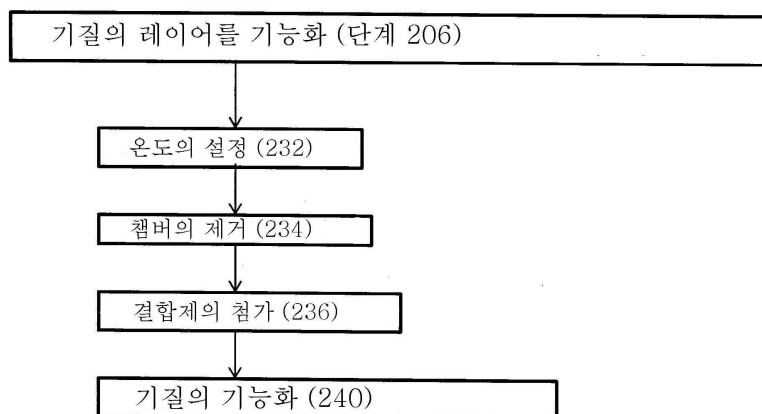 기질의 레이어를 기능화 (단계 206)
온도의 설정 (232)
챔버의 제거 (234)
결합제의 첨가 (236)
기질의 기능화 (240)